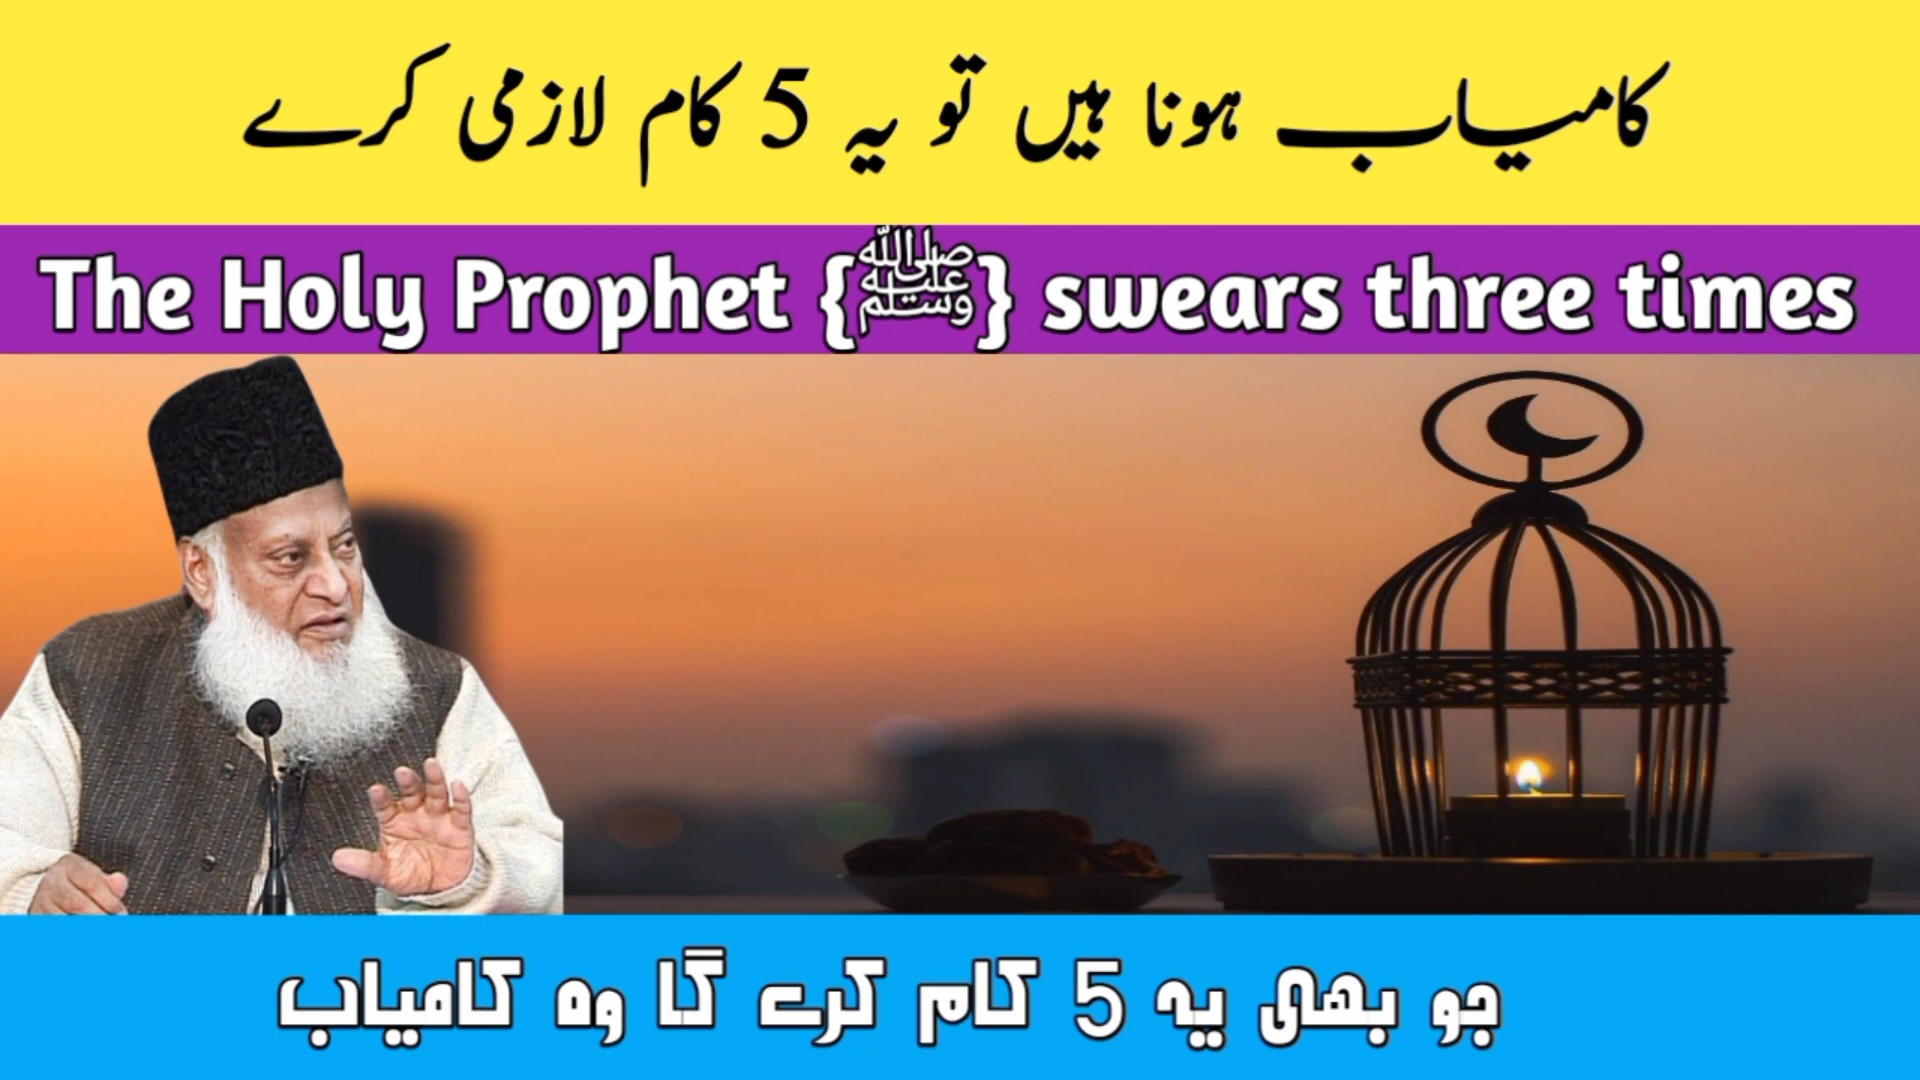 کامیاب ہونا ہیں تو یہ 5 کام لازمی کرے
The Holy Prophet {ﷺ} swears three times
جو بھی یہ 5 کام کرے گا وہ کامیاب